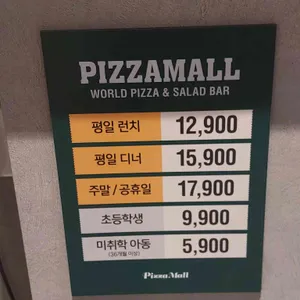 PIZZAMALL
WORLD PIZZA & SALAD BAR
평일 런치 12,900
평일 디너 15,900
주말 / 공휴일 17,900
초등학생 9,900
미취학 아동 5,900
(36개월 이상)
Pizza Mall